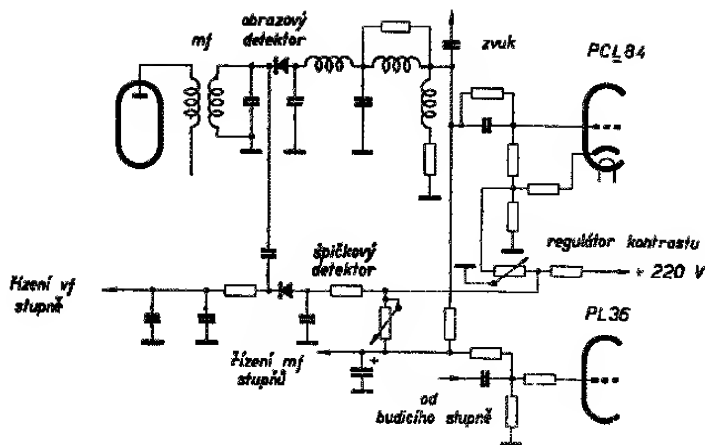 obrazový
mf detektor
zvuk
PCL84
regulátor kontrastu
špičkový
detektor
+ 220 V
řízení vf
stupně
PL36
řízení mf
stupňů
+
od
budicího stupně